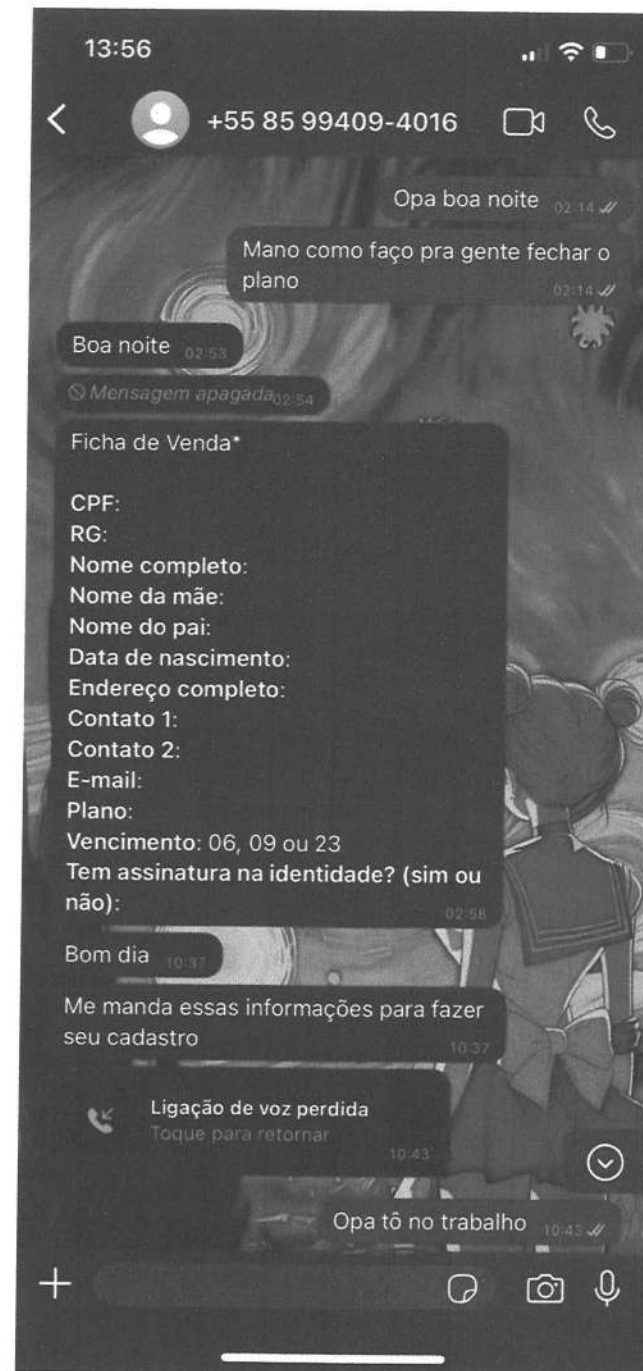 13:56
+55 85 99409-4016
Opa boa noite 02:14
Mano como faço pra gente fechar o
plano 02:14
Boa noite 02:53
Mensagem apagada 02:54
Ficha de Venda*
CPF:
RG:
Nome completo:
Nome da mãe:
Nome do pai:
Data de nascimento:
Endereço completo:
Contato 1:
Contato 2:
E-mail:
Plano:
Vencimento: 06, 09 ou 23
Tem assinatura na identidade? (sim ou
não): 02:58
Bom dia 10:37
Me manda essas informações para fazer
seu cadastro 10:37
Ligação de voz perdida
Toque para retornar 10:43
Opa tô no trabalho 10:43